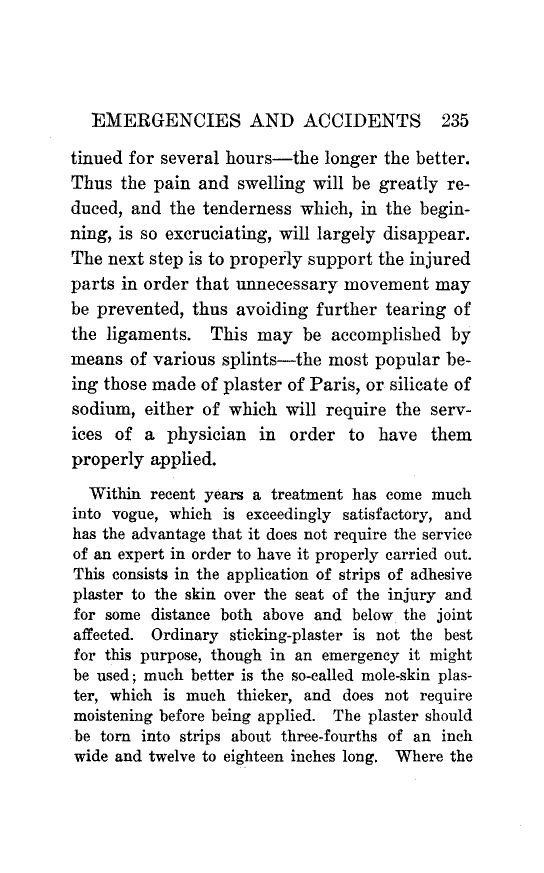 EMERGENCIES AND ACCIDENTS 235
tinued for several hours—the longer the better.
Thus the pain and swelling will be greatly re-
duced, and the tenderness which, in the begin-
ning, is so excruciating, will largely disappear.
The next step is to properly support the injured
parts in order that unnecessary movement may
be prevented, thus avoiding further tearing of
the ligaments. This may be accomplished by
means of various splints—the most popular be-
ing those made of plaster of Paris, or silicate of
sodium, either of which will require the serv-
ices of a physician in order to have them
properly applied.
Within recent years a treatment has come much
into vogue, which is exceedingly satisfactory, and
has the advantage that it does not require the service
of an expert in order to have it properly carried out.
This consists in the application of strips of adhesive
plaster to the skin over the seat of the injury and
for some distance both above and below the joint
affected. Ordinary sticking-plaster is not the best
for this purpose, though in an emergency it might
be used; much better is the so-called mole-skin plas-
ter, which is much thicker, and does not require
moistening before being applied. The plaster should
be torn into strips about three-fourths of an inch
wide and twelve to eighteen inches long. Where the